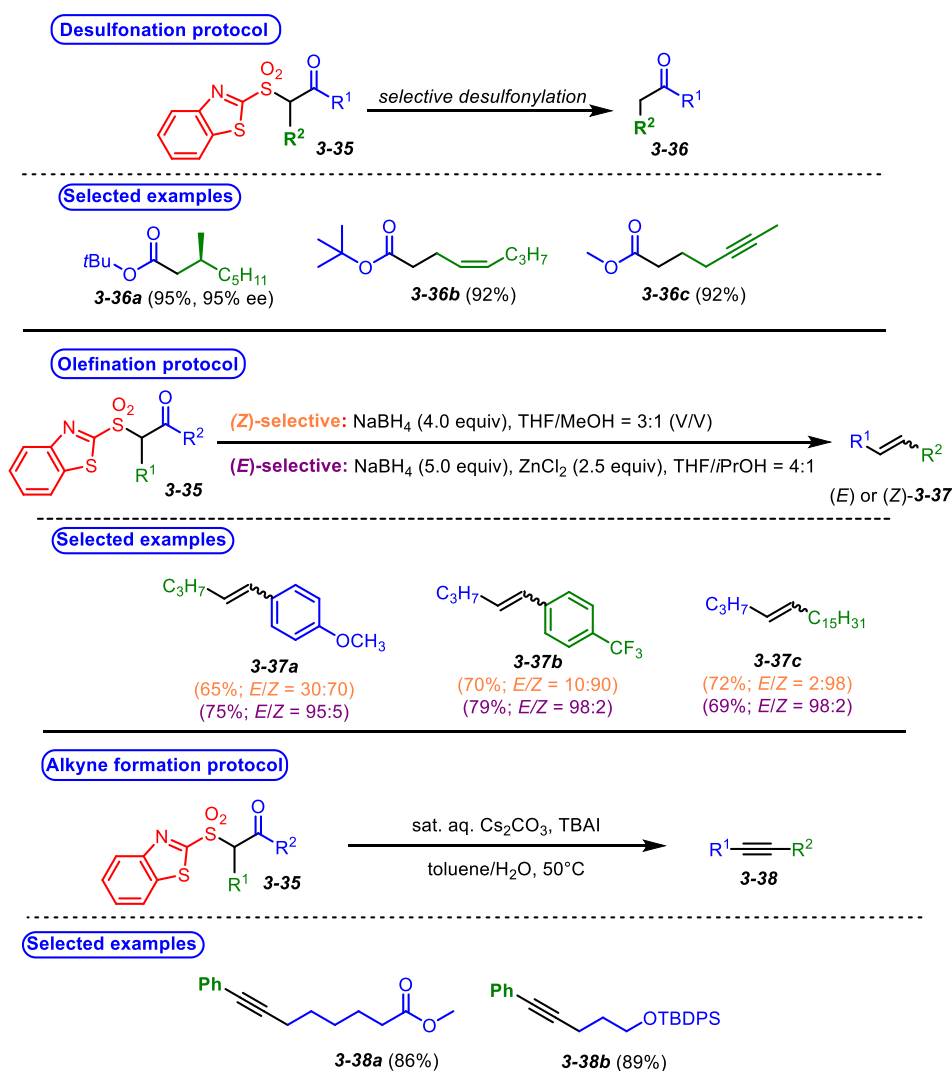 Desulfonation protocol
O₂
S
N
S
O
R¹
R²
3-35
selective desulfonylation
O
R¹
R²
3-36
Selected examples
tBu
O
O
C₅H₁₁
3-36a (95%, 95% ee)
O
O
C₃H₇
3-36b (92%)
O
O
3-36c (92%)
Olefination protocol
O₂
S
N
S
O
R²
R¹
3-35
(Z)-selective: NaBH₄ (4.0 equiv), THF/MeOH = 3:1 (V/V)
(E)-selective: NaBH₄ (5.0 equiv), ZnCl₂ (2.5 equiv), THF/iPrOH = 4:1
R¹
R²
(E) or (Z)-3-37
Selected examples
C₃H₇
OCH₃
3-37a
(65%; E/Z = 30:70)
(75%; E/Z = 95:5)
C₃H₇
CF₃
3-37b
(70%; E/Z = 10:90)
(79%; E/Z = 98:2)
C₃H₇
C₁₅H₃₁
3-37c
(72%; E/Z = 2:98)
(69%; E/Z = 98:2)
Alkyne formation protocol
O₂
S
N
S
O
R²
R¹
3-35
sat. aq. Cs₂CO₃, TBAI
toluene/H₂O, 50°C
R¹
R²
3-38
Selected examples
Ph
O
O
3-38a (86%)
Ph
OTBDPS
3-38b (89%)